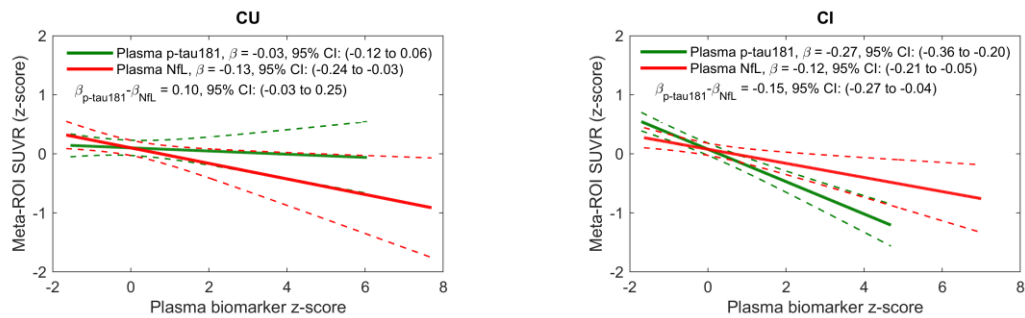 CU
Plasma p-tau181, β = -0.03, 95% CI: (-0.12 to 0.06)
Plasma NfL, β = -0.13, 95% CI: (-0.24 to -0.03)
βp-tau181-βNfL = 0.10, 95% CI: (-0.03 to 0.25)
Meta-ROI SUVR (z-score)
2
1
0
-1
-2
-2 0 2 4 6 8
Plasma biomarker z-score
CI
Plasma p-tau181, β = -0.27, 95% CI: (-0.36 to -0.20)
Plasma NfL, β = -0.12, 95% CI: (-0.21 to -0.05)
βp-tau181-βNfL = -0.15, 95% CI: (-0.27 to -0.04)
Meta-ROI SUVR (z-score)
2
1
0
-1
-2
-2 0 2 4 6 8
Plasma biomarker z-score